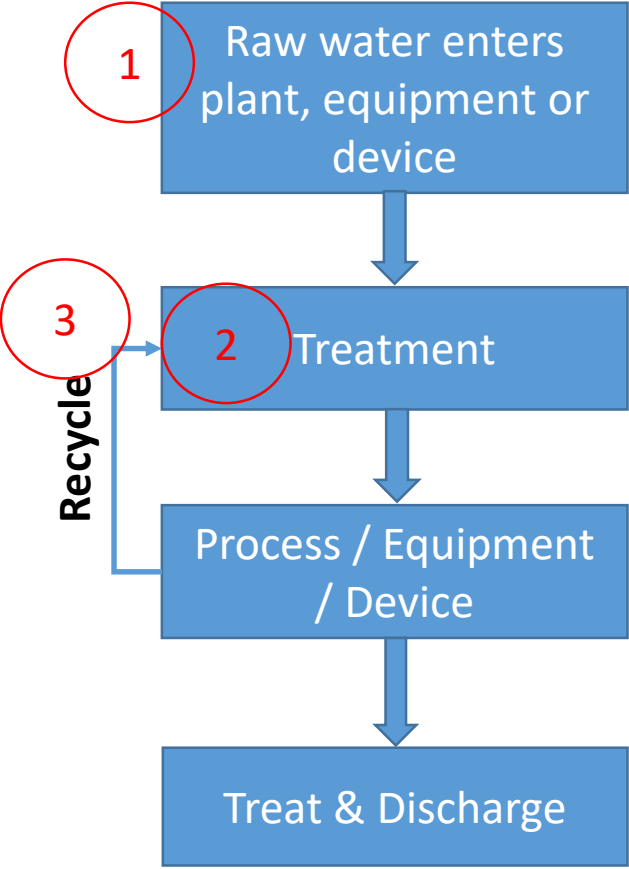 1
Raw water enters
plant, equipment or
device
3
2
Treatment
Recycle
Process / Equipment
/ Device
Treat & Discharge